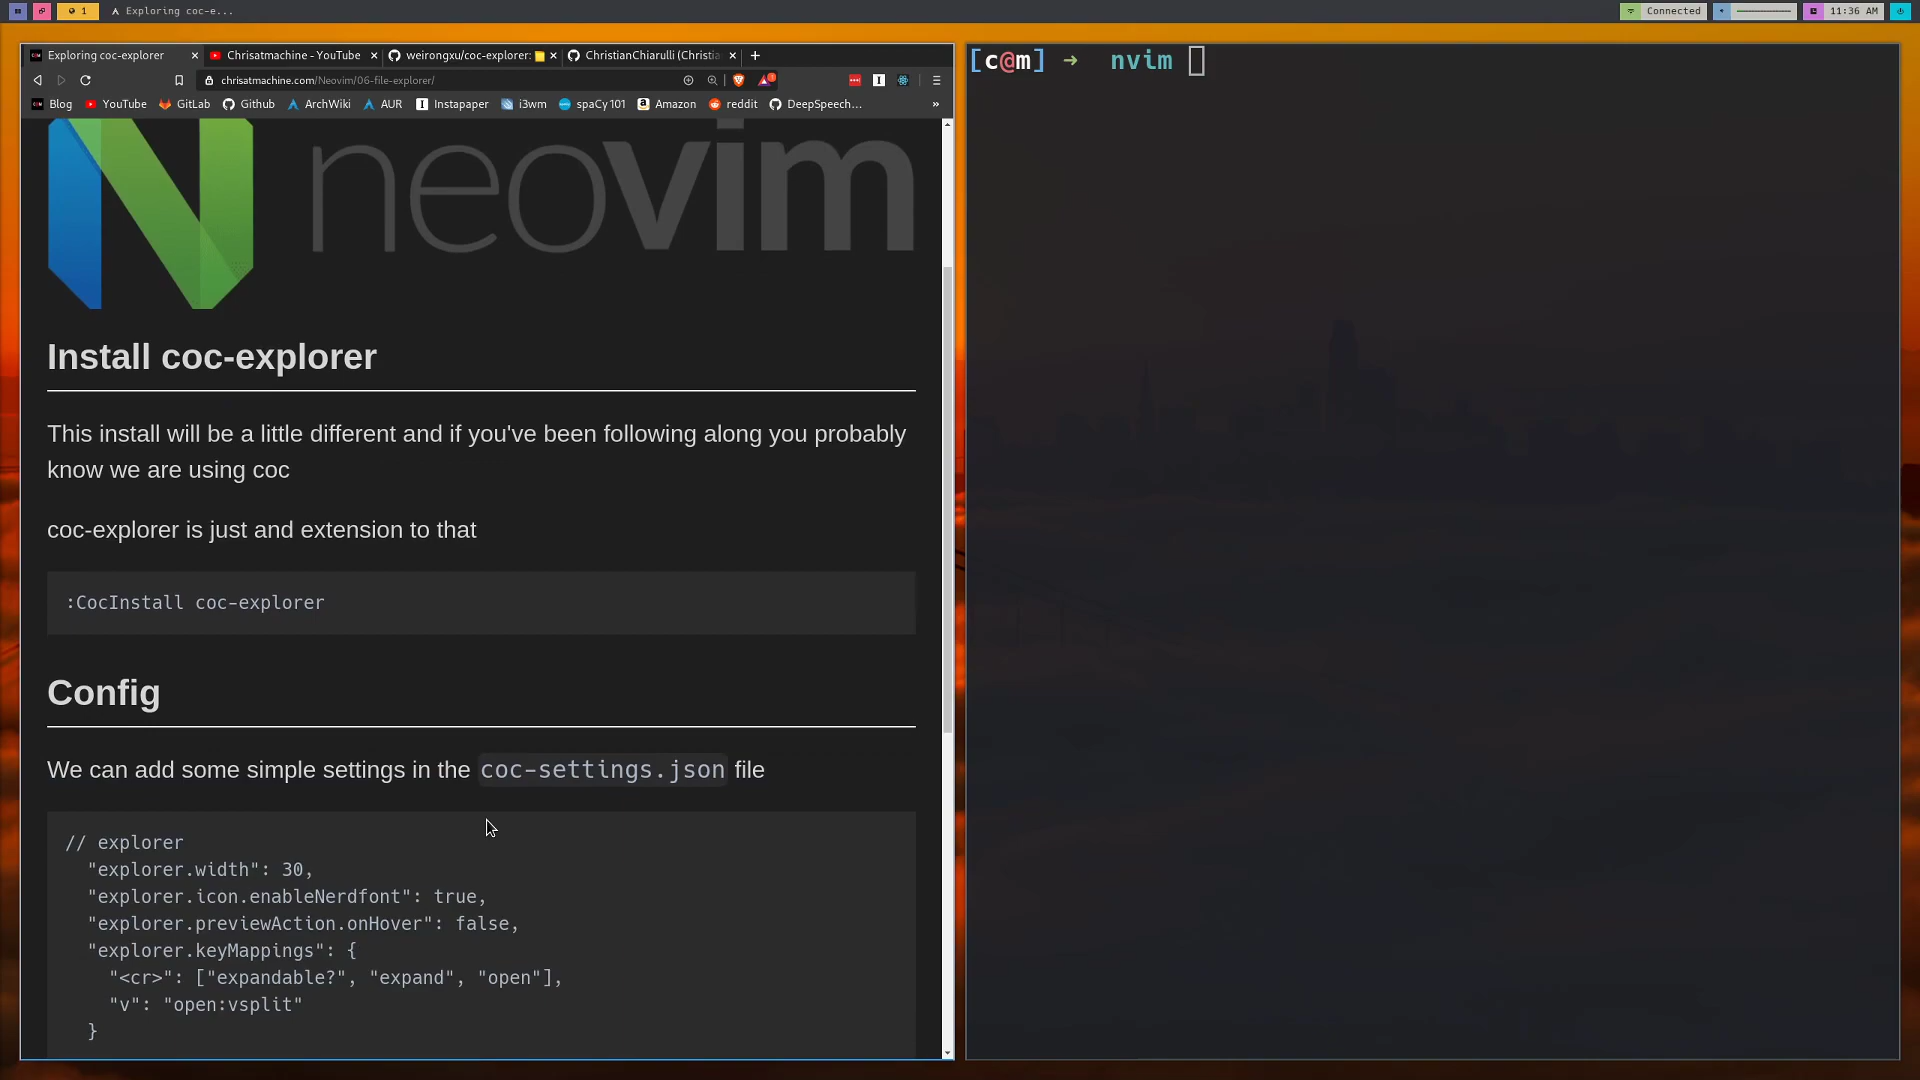 1
Exploring coc-e...
Connected
11:36 AM
Exploring coc-explorer
Chrisatmachine - YouTube
weirongxu/coc-explorer:
ChristianChiarulli (Christia
chrisatmachine.com/Neovim/06-file-explorer/
Blog YouTube GitLab Github ArchWiki AUR Instapaper i3wm spaCy101 Amazon reddit DeepSpeech... »
neovim
Install coc-explorer
This install will be a little different and if you've been following along you probably
know we are using coc
coc-explorer is just and extension to that
:CocInstall coc-explorer
Config
We can add some simple settings in the coc-settings.json file
// explorer
"explorer.width": 30,
"explorer.icon.enableNerdfont": true,
"explorer.previewAction.onHover": false,
"explorer.keyMappings": {
"<cr>": ["expandable?", "expand", "open"],
"v": "open:vsplit"
}
[c@m] → nvim